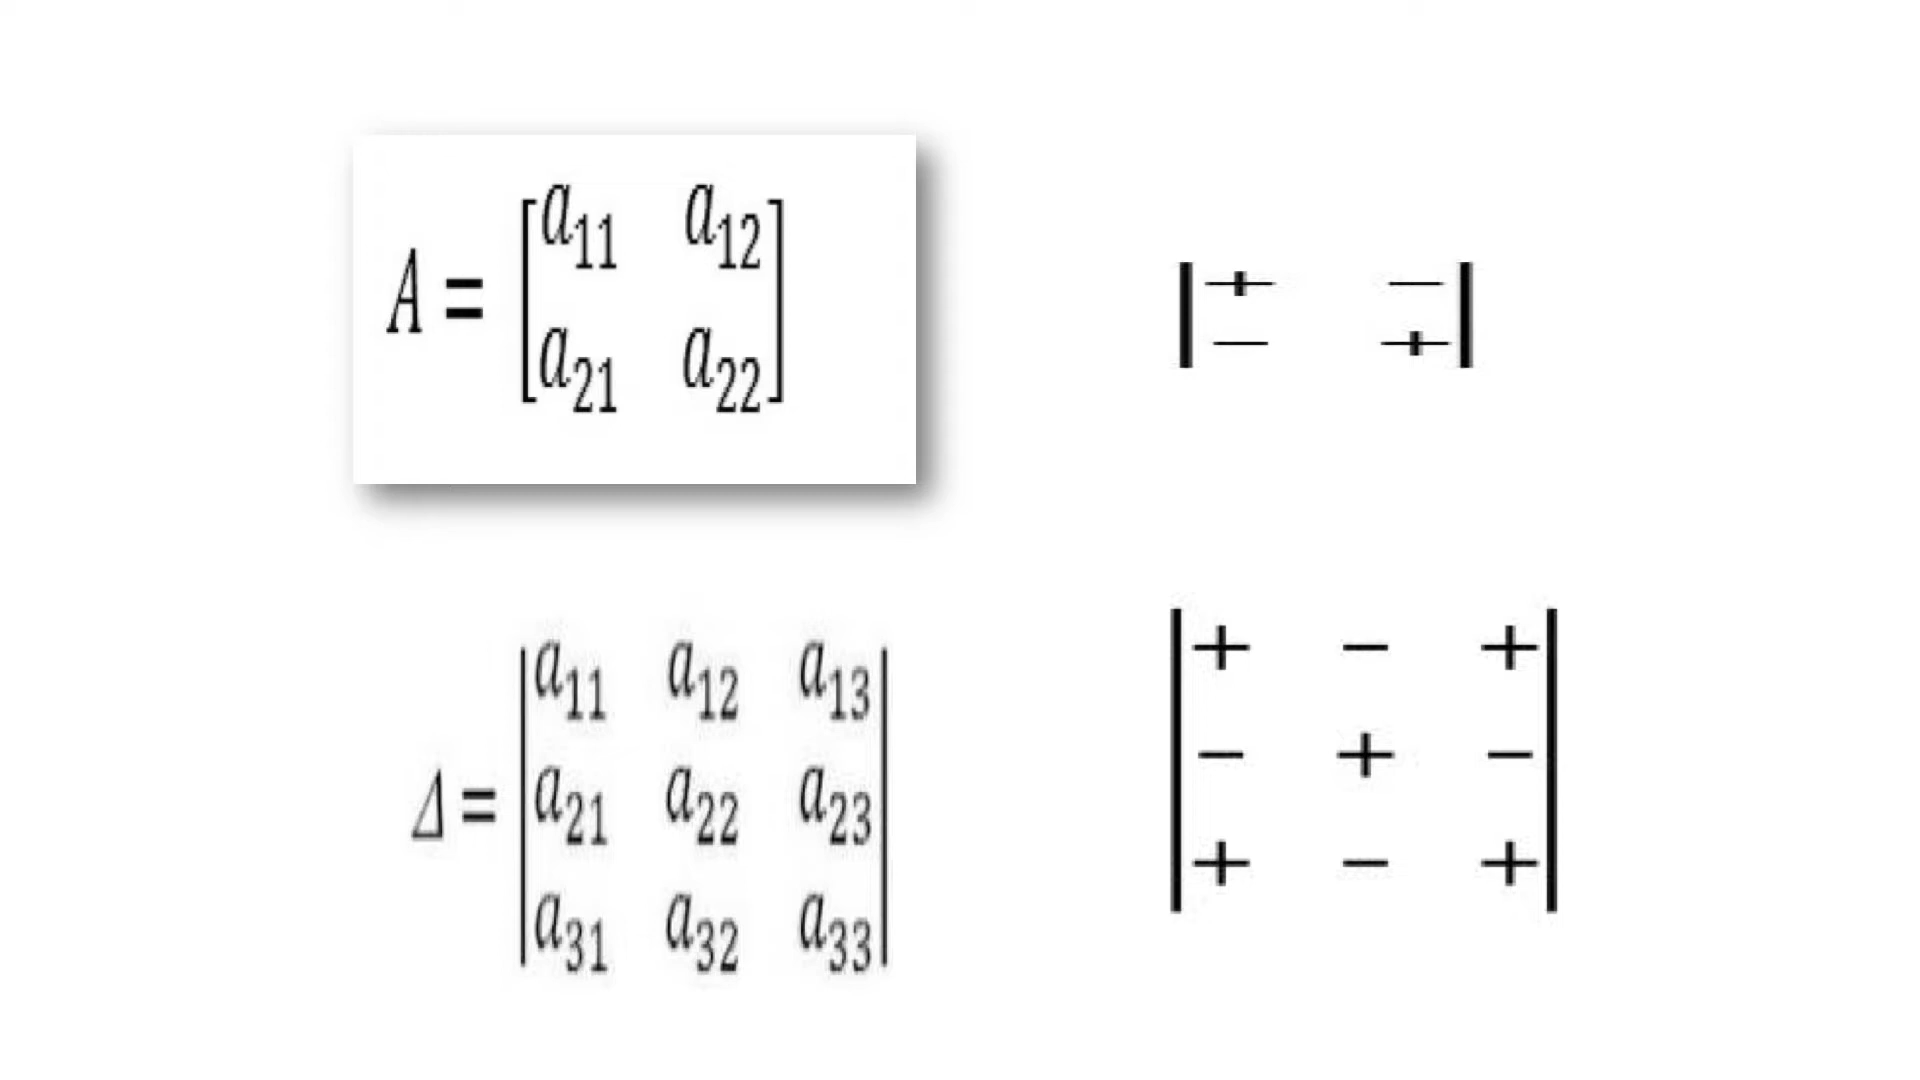 A = [a₁₁ a₁₂
a₂₁ a₂₂]
|+ −
− +|
Δ = |a₁₁ a₁₂ a₁₃
a₂₁ a₂₂ a₂₃
a₃₁ a₃₂ a₃₃|
|+ − +
− + −
+ − +|